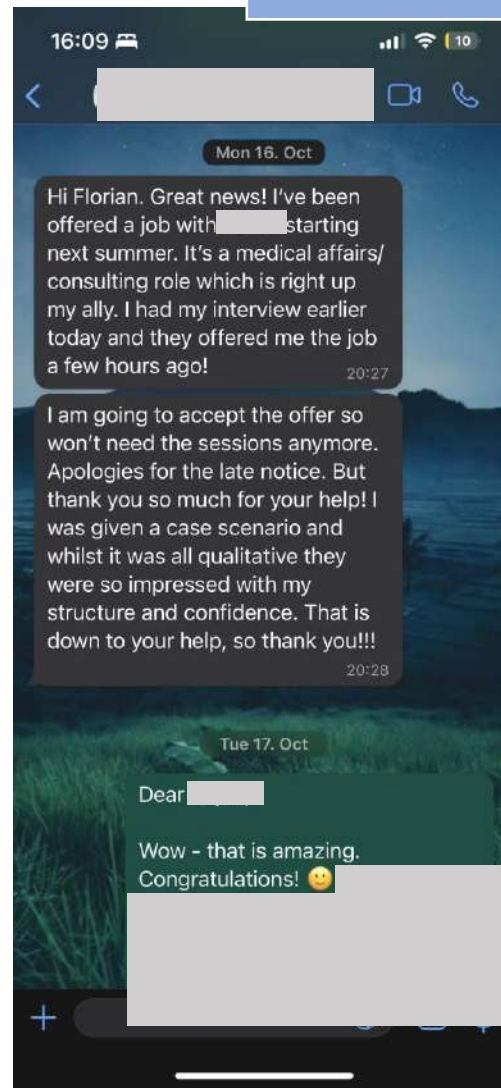 16:09
10
Mon 16. Oct
Hi Florian. Great news! I've been
offered a job with starting
next summer. It's a medical affairs/
consulting role which is right up
my ally. I had my interview earlier
today and they offered me the job
a few hours ago!
20:27
I am going to accept the offer so
won't need the sessions anymore.
Apologies for the late notice. But
thank you so much for your help! I
was given a case scenario and
whilst it was all qualitative they
were so impressed with my
structure and confidence. That is
down to your help, so thank you!!!
20:28
Tue 17. Oct
Dear
Wow - that is amazing.
Congratulations! 🙂